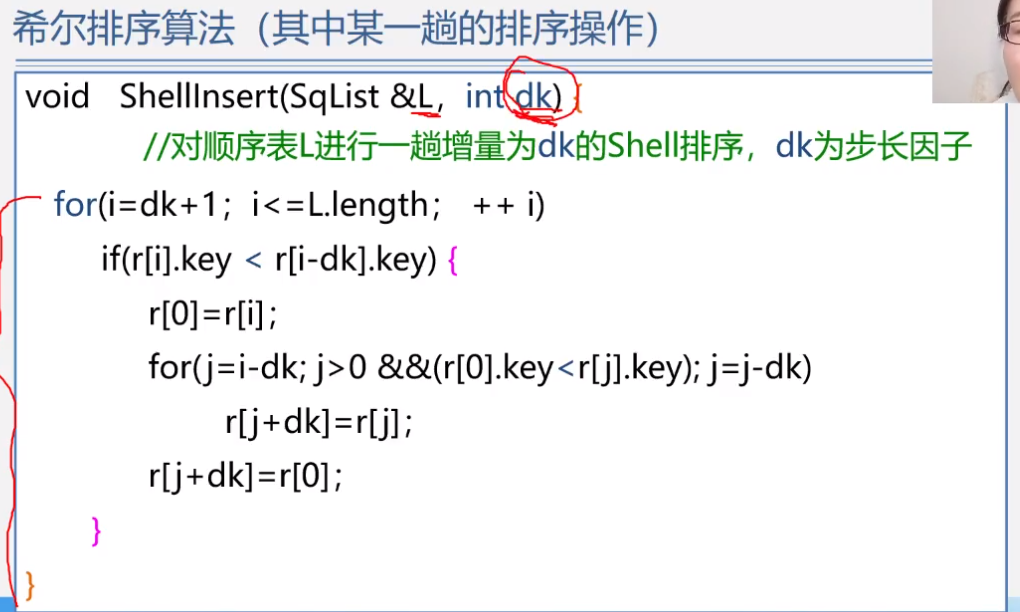 希尔排序算法（其中某一趟的排序操作）
void ShellInsert(SqList &L, int dk) {
//对顺序表L进行一趟增量为dk的Shell排序，dk为步长因子
for(i=dk+1; i<=L.length; ++ i)
if(r[i].key < r[i-dk].key) {
r[0]=r[i];
for(j=i-dk; j>0 &&(r[0].key<r[j].key); j=j-dk)
r[j+dk]=r[j];
r[j+dk]=r[0];
}
}